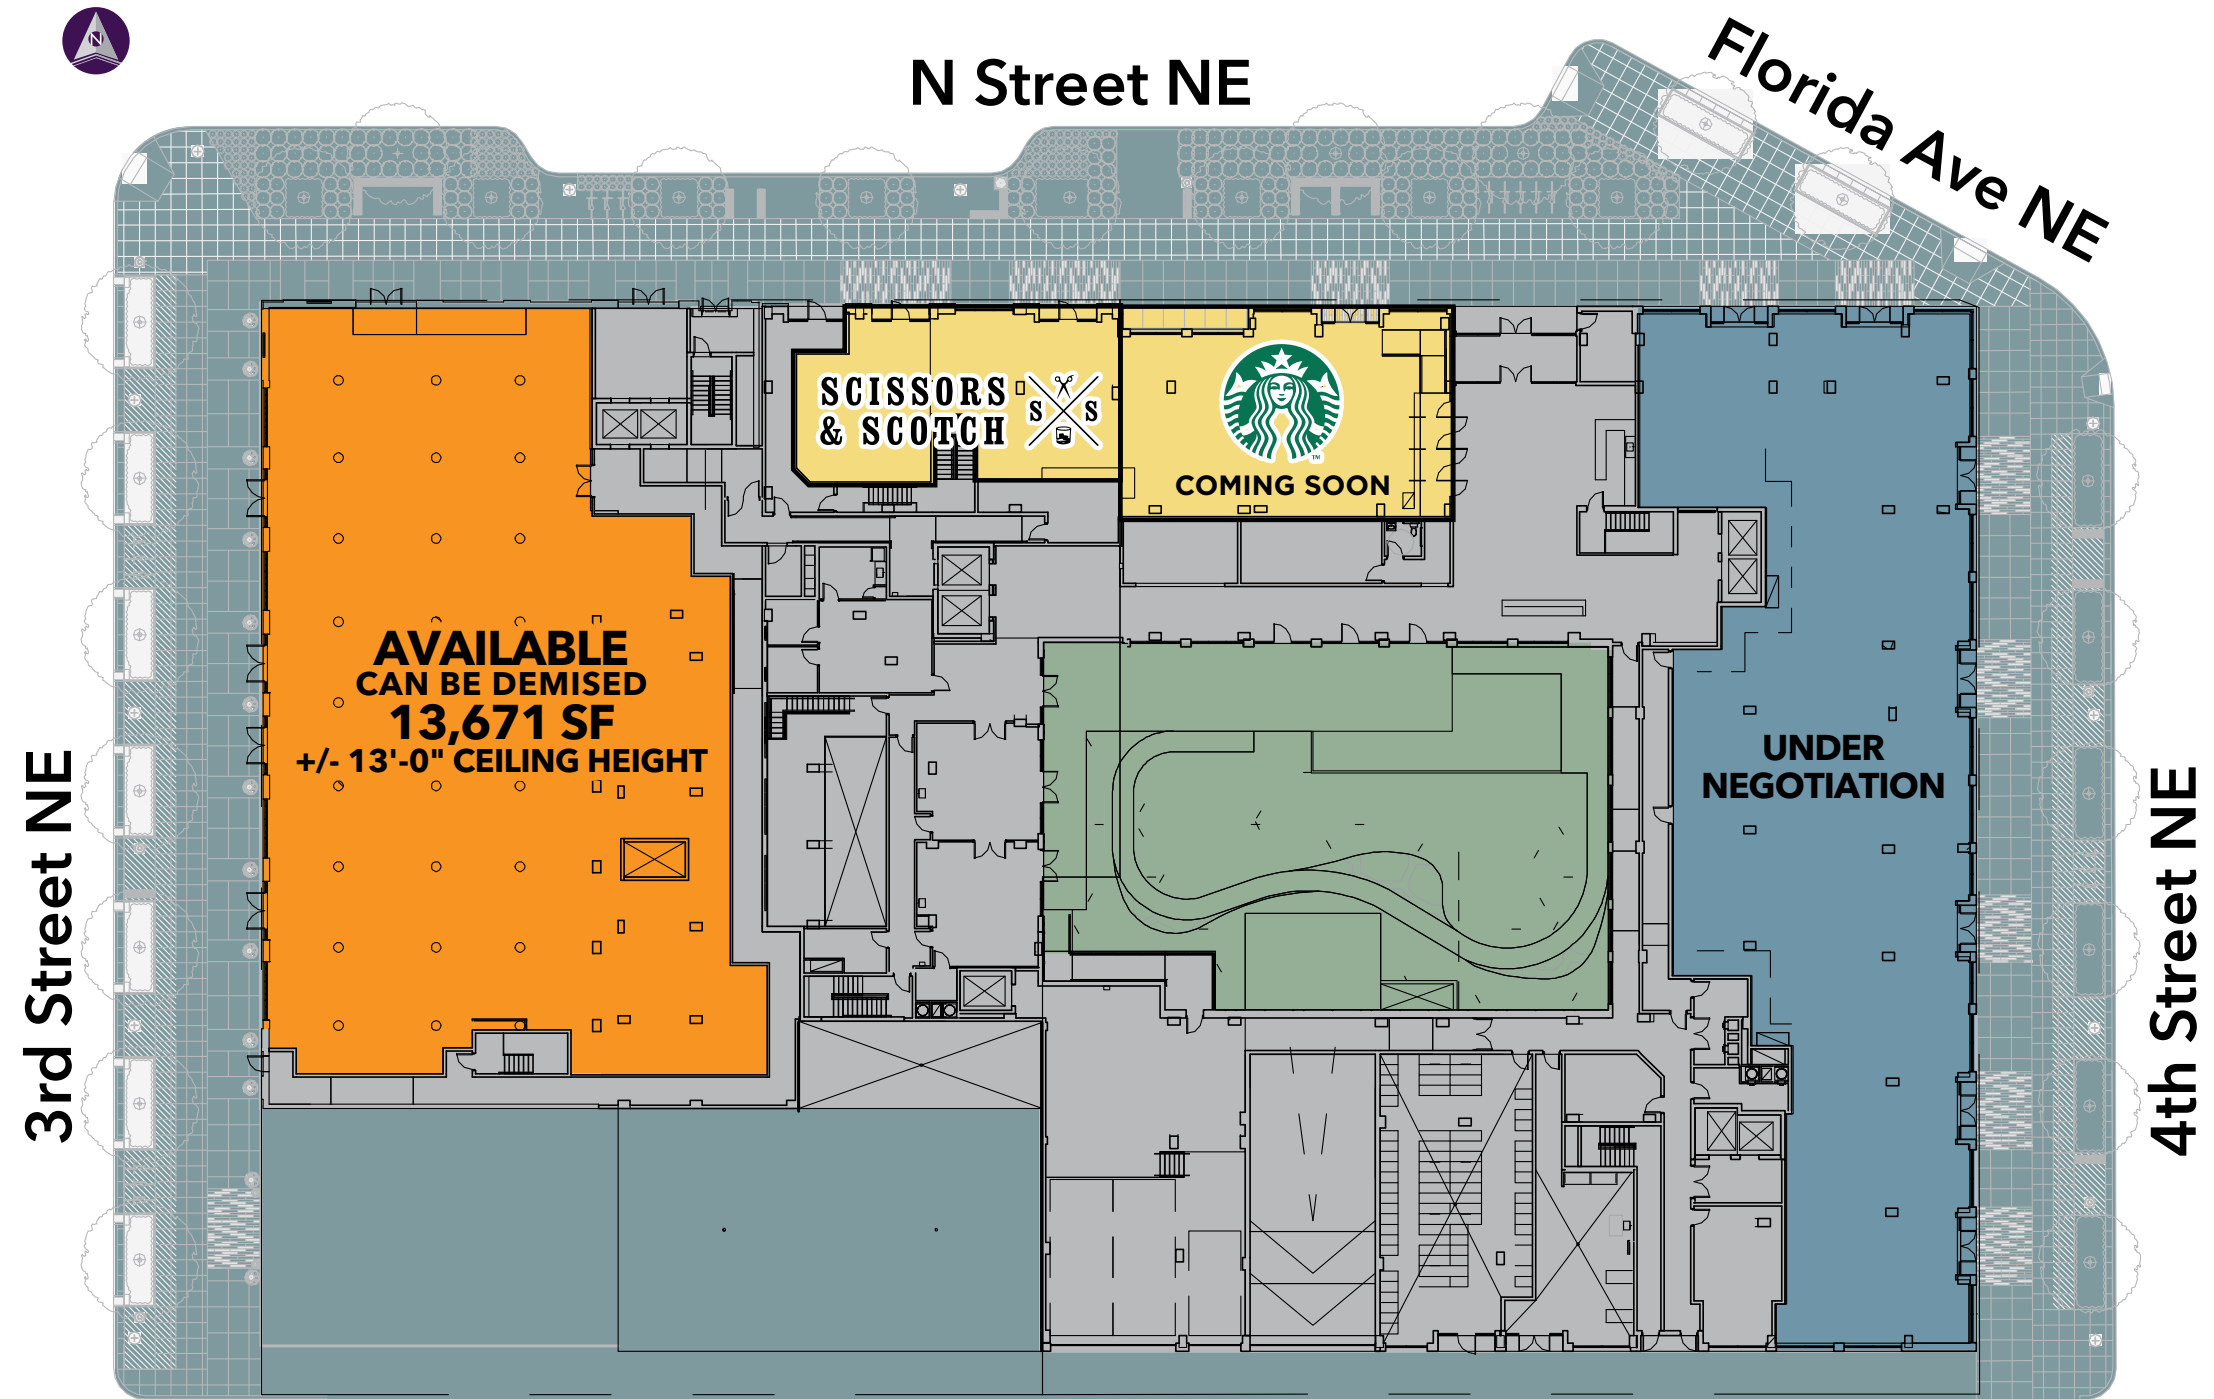 N
N Street NE
Florida Ave NE
SCISSORS
& SCOTCH
S S
™
COMING SOON
AVAILABLE
CAN BE DEMISED
13,671 SF
+/- 13'-0" CEILING HEIGHT
UNDER
NEGOTIATION
3rd Street NE
4th Street NE